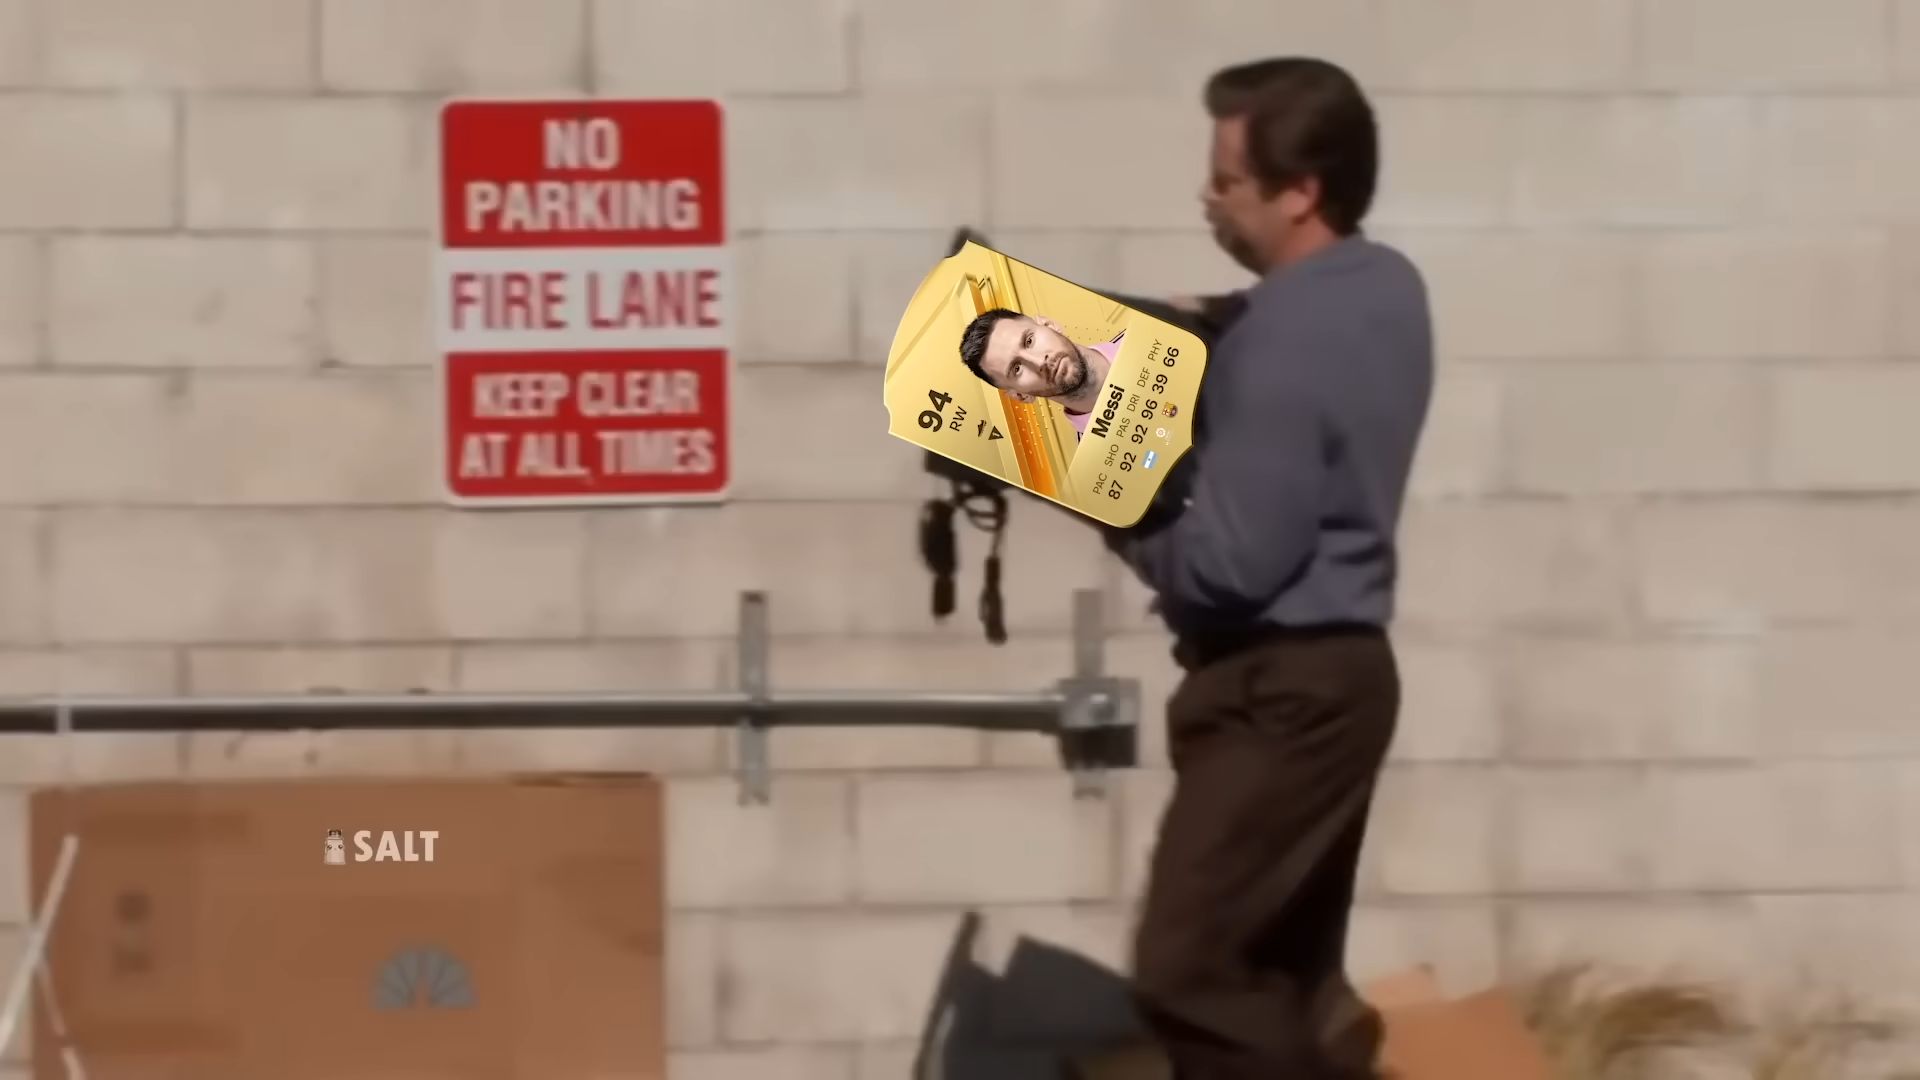 NO
PARKING
FIRE LANE
KEEP CLEAR
AT ALL TIMES
94
RW
Messi
PAC SHO PAS DRI DEF PHY
87 92 92 96 39 66
SALT